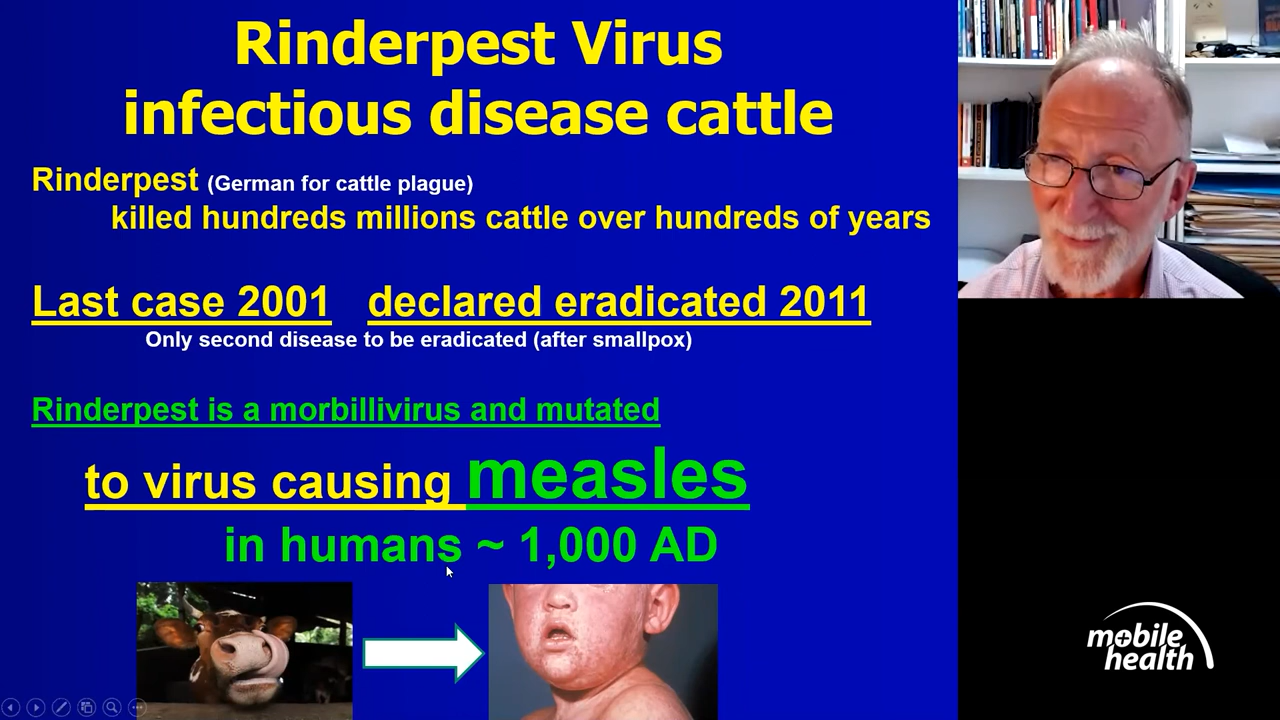 Rinderpest Virus
infectious disease cattle
Rinderpest (German for cattle plague)
killed hundreds millions cattle over hundreds of years
Last case 2001 declared eradicated 2011
Only second disease to be eradicated (after smallpox)
Rinderpest is a morbillivirus and mutated
to virus causing measles
in humans ~ 1,000 AD
mobile
health